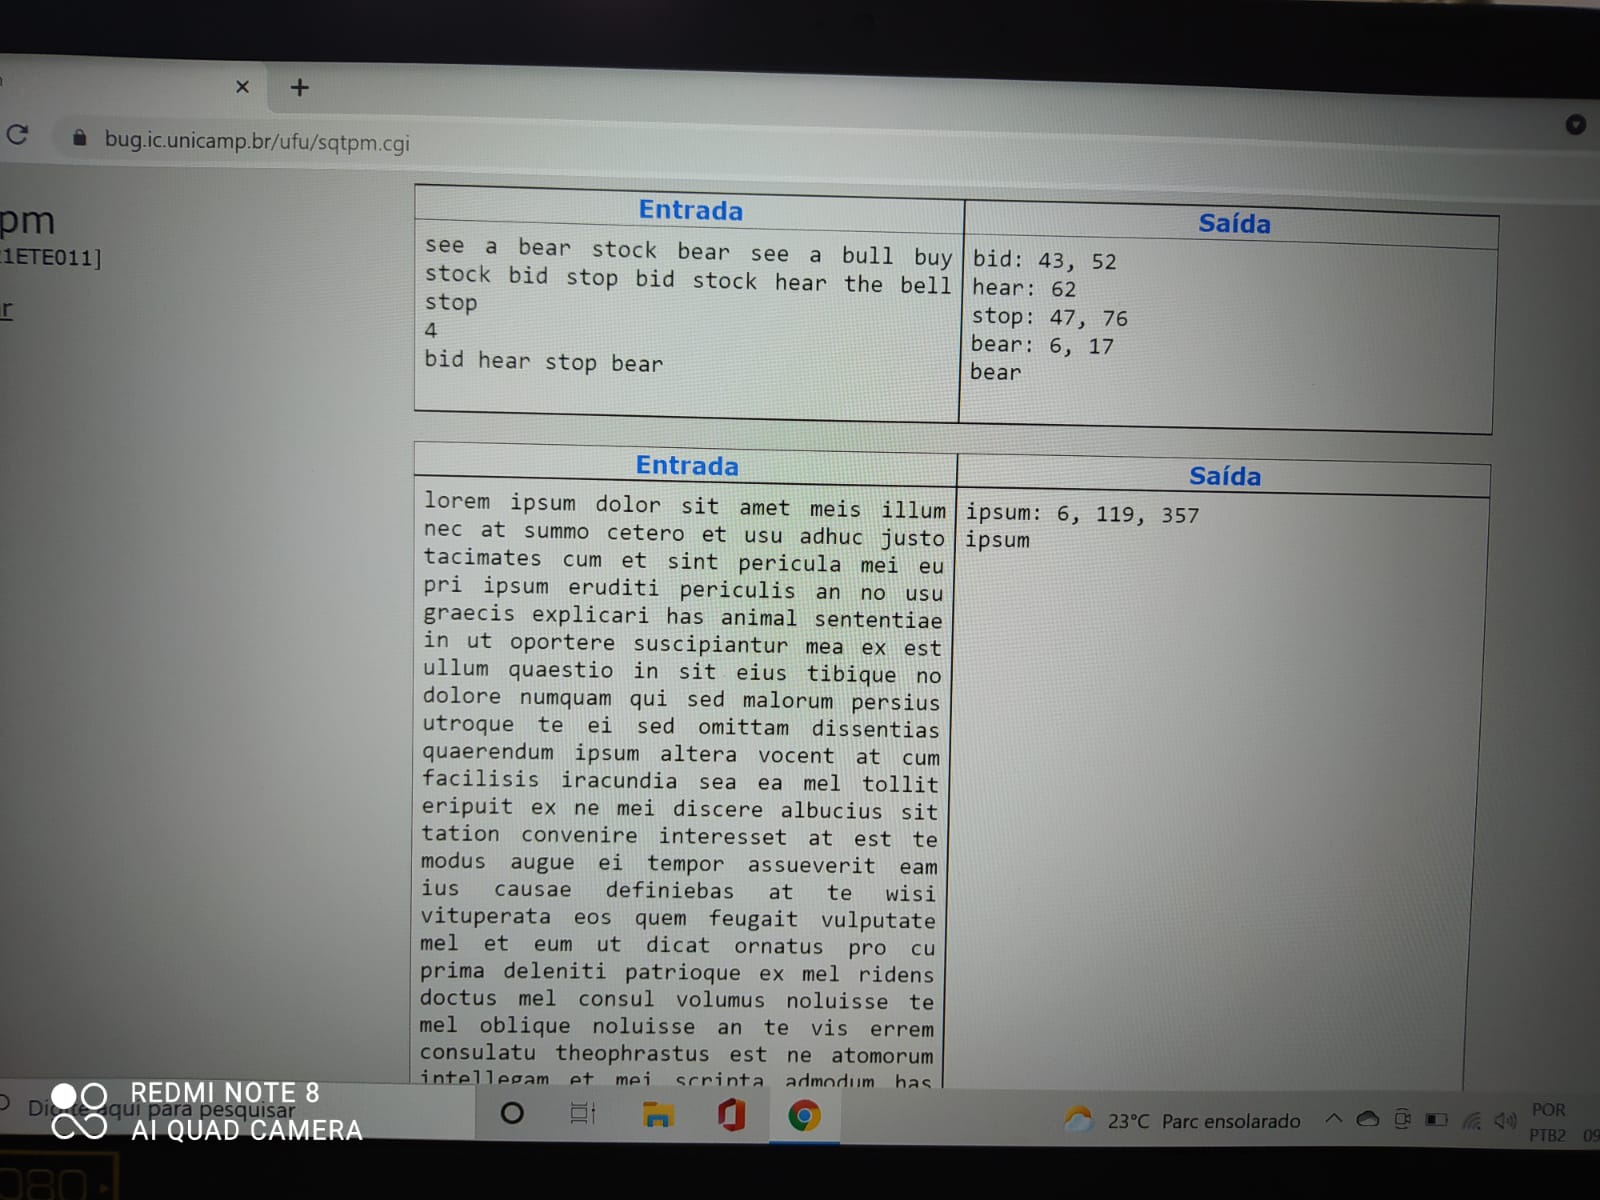 bug.ic.unicamp.br/ufu/sqtpm.cgi
pm
1ETE011]
r
Entrada
Saída
see a bear stock bear see a bull buy
stock bid stop bid stock hear the bell
stop
4
bid hear stop bear
bid: 43, 52
hear: 62
stop: 47, 76
bear: 6, 17
bear
Entrada
Saída
lorem ipsum dolor sit amet meis illum
nec at summo cetero et usu adhuc justo
tacimates cum et sint pericula mei eu
pri ipsum eruditi periculis an no usu
graecis explicari has animal sententiae
in ut oportere suscipiantur mea ex est
ullum quaestio in sit eius tibique no
dolore numquam qui sed malorum persius
utroque te ei sed omittam dissentias
quaerendum ipsum altera vocent at cum
facilisis iracundia sea ea mel tollit
eripuit ex ne mei discere albucius sit
tation convenire interesset at est te
modus augue ei tempor assueverit eam
ius causae definiebas at te wisi
vituperata eos quem feugait vulputate
mel et eum ut dicat ornatus pro cu
prima deleniti patrioque ex mel ridens
doctus mel consul volumus noluisse te
mel oblique noluisse an te vis errem
consulatu theophrastus est ne atomorum
intellegam et mei scripta admodum has
ipsum: 6, 119, 357
ipsum
aqui para pesquisar
23°C Parc ensolarado
POR
PTB2
09
REDMI NOTE 8
AI QUAD CAMERA
080